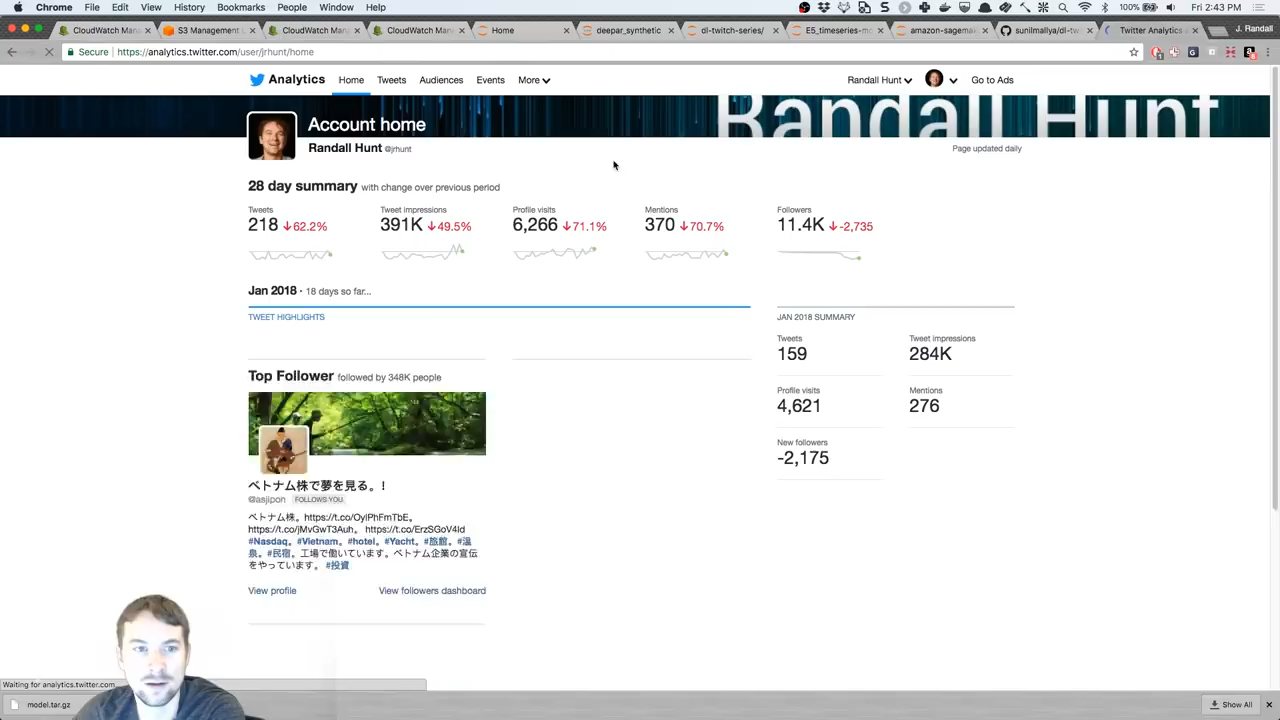 Chrome File Edit View History Bookmarks People Window Help 100% Fri 2:43 PM
CloudWatch Man
S3 Management
CloudWatch Man
CloudWatch Man
Home
deepar_synthetic
dl-twitch-series/
E5_timeseries-mo
amazon-sagemak
sunilmallya/dl-tw
Twitter Analytics
J. Randall
Secure https://analytics.twitter.com/user/jrhunt/home
Analytics Home Tweets Audiences Events More Randall Hunt Go to Ads
Randall Hunt
Account home
Randall Hunt @jrhunt
Page updated daily
28 day summary with change over previous period
Tweets
218 ↓62.2%
Tweet impressions
391K ↓49.5%
Profile visits
6,266 ↓71.1%
Mentions
370 ↓70.7%
Followers
11.4K ↓-2,735
Jan 2018 · 18 days so far...
TWEET HIGHLIGHTS
JAN 2018 SUMMARY
Tweets
159
Tweet impressions
284K
Profile visits
4,621
Mentions
276
New followers
-2,175
Top Follower followed by 348K people
ベトナム株で夢を見る。!
@asjipon FOLLOWS YOU
ベトナム株。https://t.co/OylPhFmTbE。
https://t.co/jMvGwT3Auh。 https://t.co/ErzSGoV4Id
#Nasdaq。#Vietnam。#hotel。#Yacht。#旅館。#温
泉。#民宿。工場で働いています。ベトナム企業の宣伝
をやっています。 #投資
View profile View followers dashboard
Waiting for analytics.twitter.com...
model.tar.gz
Show All